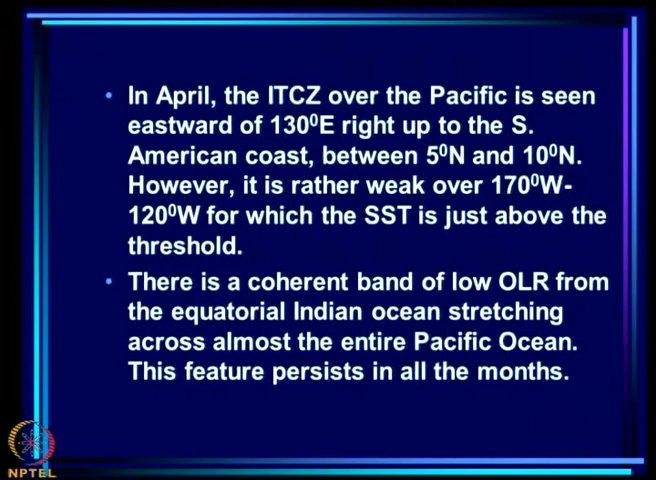 • In April, the ITCZ over the Pacific is seen
eastward of 130⁰E right up to the S.
American coast, between 5⁰N and 10⁰N.
However, it is rather weak over 170⁰W-
120⁰W for which the SST is just above the
threshold.
• There is a coherent band of low OLR from
the equatorial Indian ocean stretching
across almost the entire Pacific Ocean.
This feature persists in all the months.
NPTEL